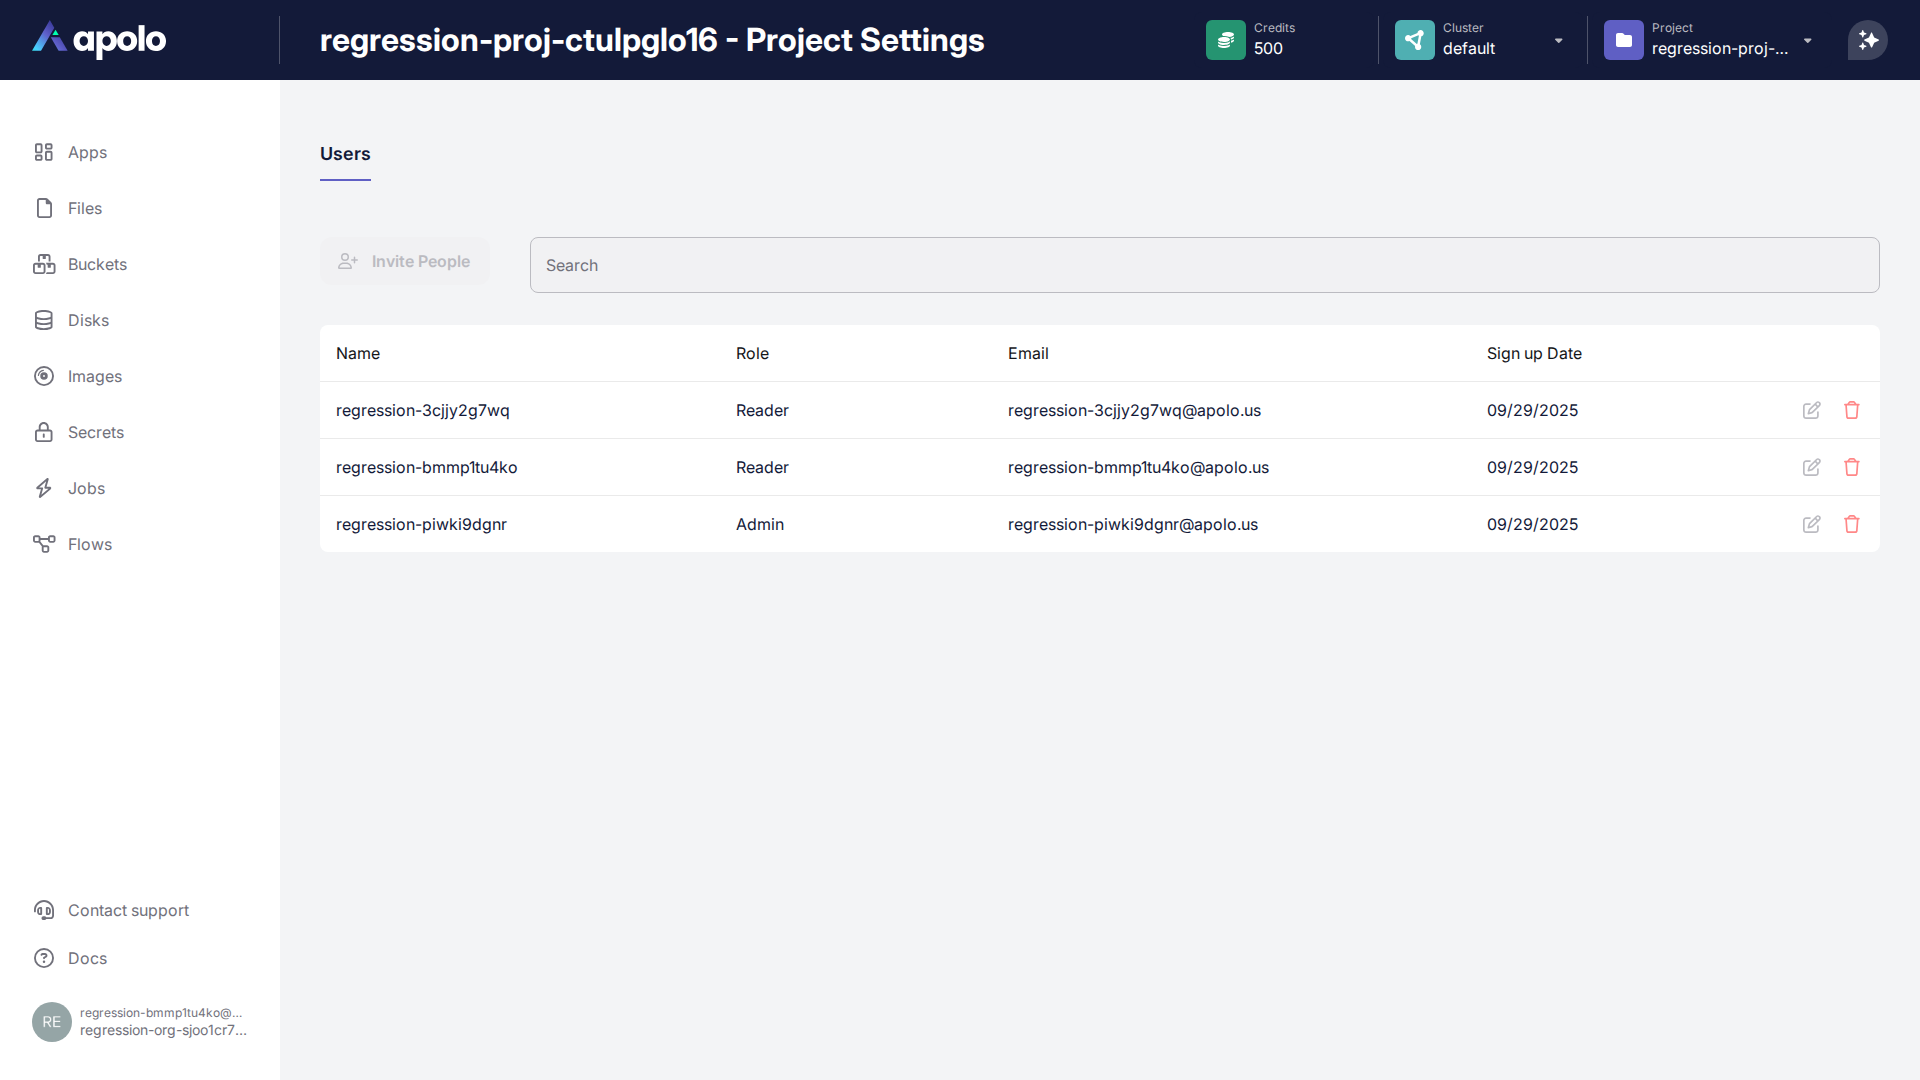 apolo
regression-proj-ctulpglo16 - Project Settings
Credits
500
Cluster
default
Project
regression-proj-...
Apps
Files
Buckets
Disks
Images
Secrets
Jobs
Flows
Users
Invite People
Search
Name Role Email Sign up Date
regression-3cjjy2g7wq Reader regression-3cjjy2g7wq@apolo.us 09/29/2025
regression-bmmp1tu4ko Reader regression-bmmp1tu4ko@apolo.us 09/29/2025
regression-piwki9dgnr Admin regression-piwki9dgnr@apolo.us 09/29/2025
Contact support
Docs
RE
regression-bmmp1tu4ko@...
regression-org-sjoo1cr7...